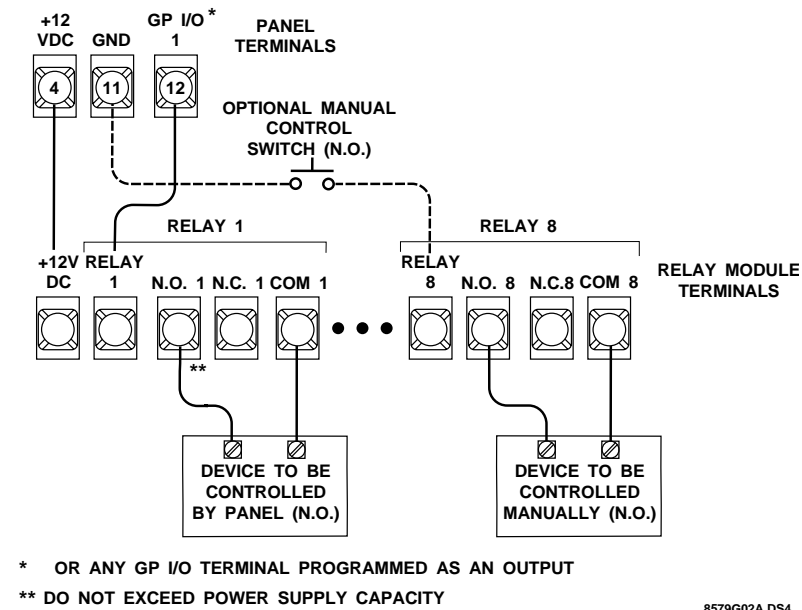 +12
VDC
GND
GP I/O *
1
PANEL
TERMINALS
4
11
12
OPTIONAL MANUAL
CONTROL
SWITCH (N.O.)
RELAY 1
RELAY 8
+12V
DC
RELAY
1
N.O. 1
N.C. 1
COM 1
RELAY
8
N.O. 8
N.C.8
COM 8
RELAY MODULE
TERMINALS
**
DEVICE TO BE
CONTROLLED
BY PANEL (N.O.)
DEVICE TO BE
CONTROLLED
MANUALLY (N.O.)
* OR ANY GP I/O TERMINAL PROGRAMMED AS AN OUTPUT
** DO NOT EXCEED POWER SUPPLY CAPACITY
8579G02A.DS4